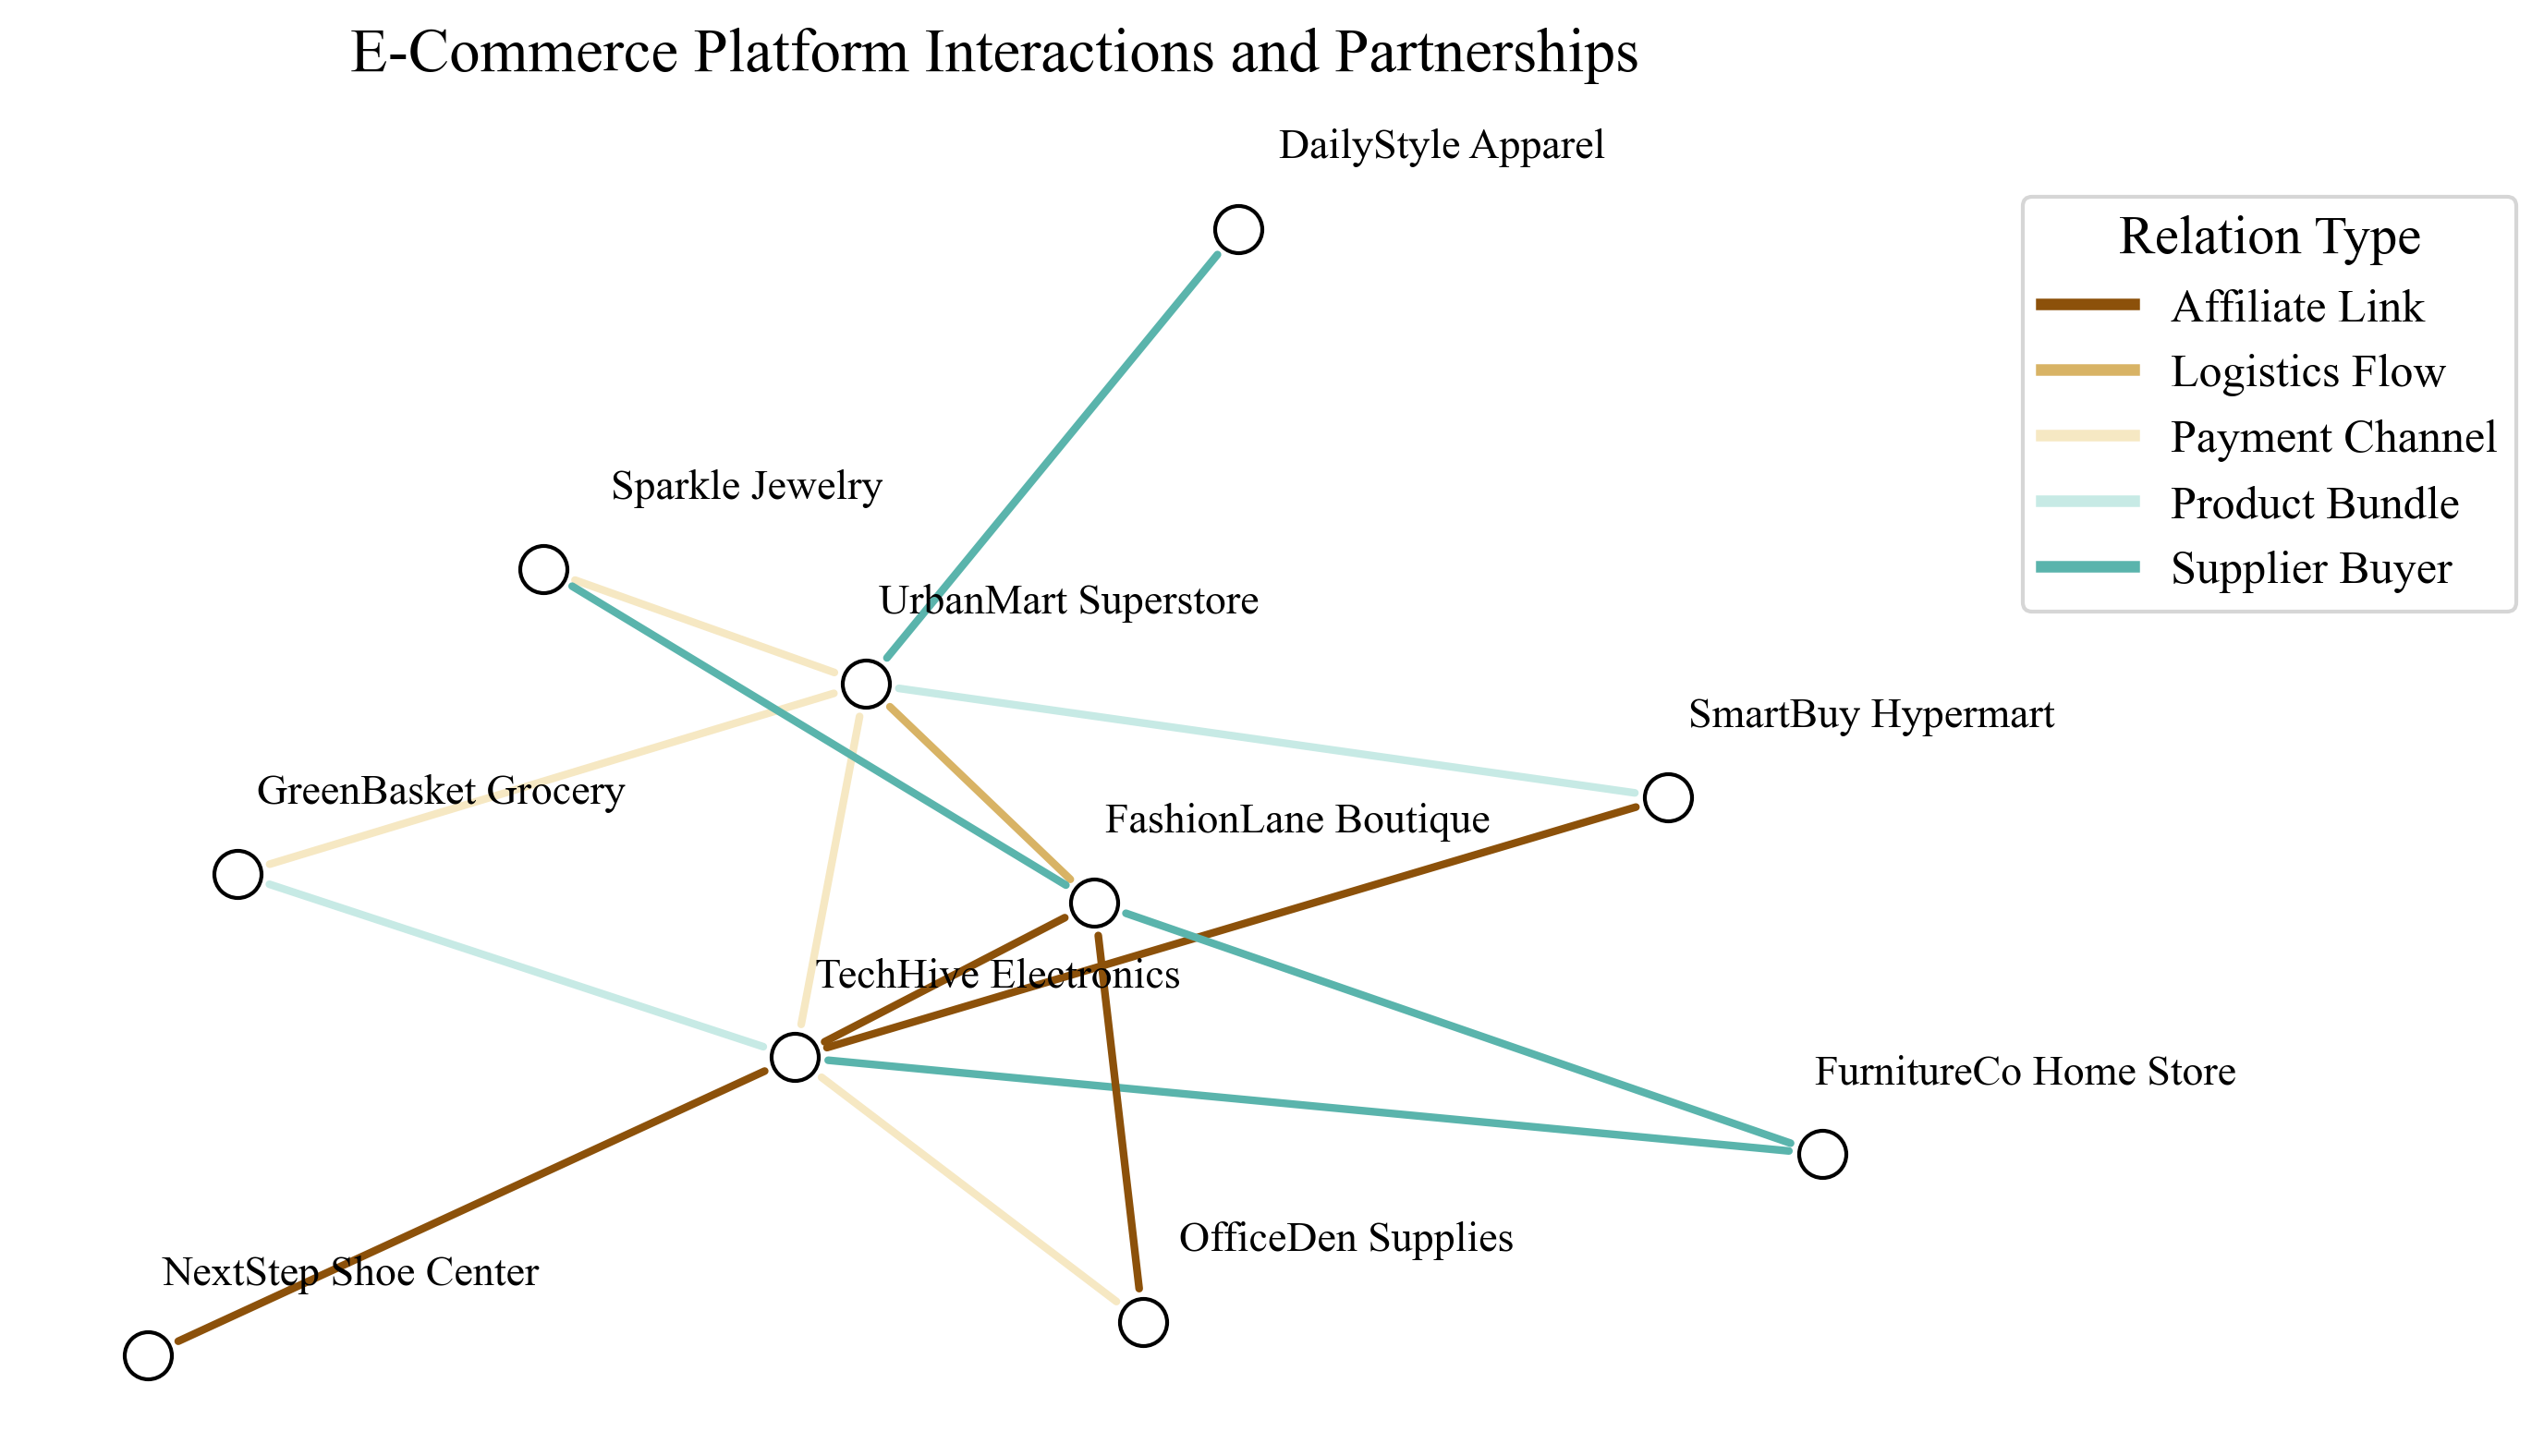 E-Commerce Platform Interactions and Partnerships
DailyStyle Apparel
Relation Type
Affiliate Link
Logistics Flow
Payment Channel
Product Bundle
Supplier Buyer
Sparkle Jewelry
UrbanMart Superstore
SmartBuy Hypermart
GreenBasket Grocery
FashionLane Boutique
TechHive Electronics
FurnitureCo Home Store
OfficeDen Supplies
NextStep Shoe Center